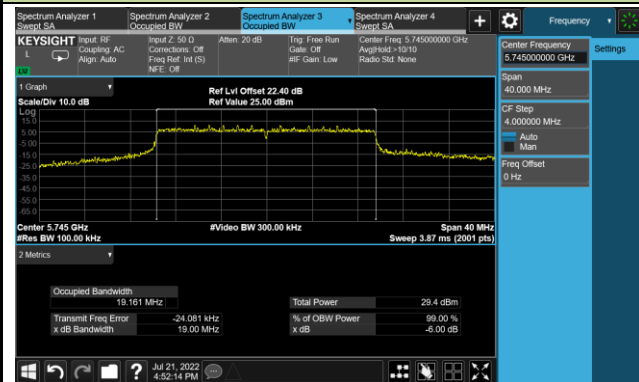 Spectrum Analyzer 1
Swept SA
Spectrum Analyzer 2
Occupied BW
Spectrum Analyzer 3
Occupied BW
Spectrum Analyzer 4
Swept SA
+
Frequency
KEYSIGHT
L
LXI
Input: RF
Coupling: AC
Align: Auto
Input Z: 50 Ω
Corrections: Off
Freq Ref: Int (S)
NFE: Off
Atten: 20 dB
Trig: Free Run
Gate: Off
#IF Gain: Low
Center Freq: 5.745000000 GHz
Avg|Hold:>10/10
Radio Std: None
Center Frequency
5.745000000 GHz
Settings
Span
40.000 MHz
CF Step
4.000000 MHz
Auto
Man
Freq Offset
0 Hz
1 Graph
Scale/Div 10.0 dB
Ref Lvl Offset 22.40 dB
Ref Value 25.00 dBm
Log
15.0
5.00
-5.00
-15.0
-25.0
-35.0
-45.0
-55.0
-65.0
Center 5.745 GHz
#Video BW 300.00 kHz
Span 40 MHz
#Res BW 100.00 kHz
Sweep 3.87 ms (2001 pts)
2 Metrics
Occupied Bandwidth
19.161 MHz
Total Power
29.4 dBm
Transmit Freq Error
-24.081 kHz
% of OBW Power
99.00 %
x dB Bandwidth
19.00 MHz
x dB
-6.00 dB
?
Jul 21, 2022
4:52:14 PM